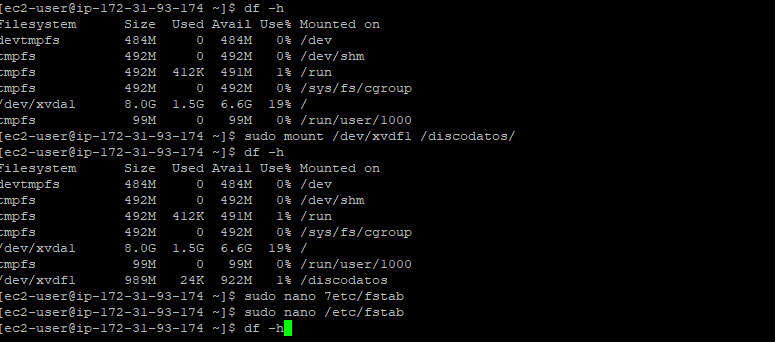 [ec2-user@ip-172-31-93-174 ~]$ df -h
Filesystem      Size  Used Avail Use% Mounted on
devtmpfs        484M     0  484M   0% /dev
tmpfs           492M     0  492M   0% /dev/shm
tmpfs           492M  412K  491M   1% /run
tmpfs           492M     0  492M   0% /sys/fs/cgroup
/dev/xvda1      8.0G  1.5G  6.6G  19% /
tmpfs            99M     0   99M   0% /run/user/1000
[ec2-user@ip-172-31-93-174 ~]$ sudo mount /dev/xvdf1 /discodatos/
[ec2-user@ip-172-31-93-174 ~]$ df -h
Filesystem      Size  Used Avail Use% Mounted on
devtmpfs        484M     0  484M   0% /dev
tmpfs           492M     0  492M   0% /dev/shm
tmpfs           492M  412K  491M   1% /run
tmpfs           492M     0  492M   0% /sys/fs/cgroup
/dev/xvda1      8.0G  1.5G  6.6G  19% /
tmpfs            99M     0   99M   0% /run/user/1000
/dev/xvdf1      989M   24K  922M   1% /discodatos
[ec2-user@ip-172-31-93-174 ~]$ sudo nano 7etc/fstab
[ec2-user@ip-172-31-93-174 ~]$ sudo nano /etc/fstab
[ec2-user@ip-172-31-93-174 ~]$ df -h